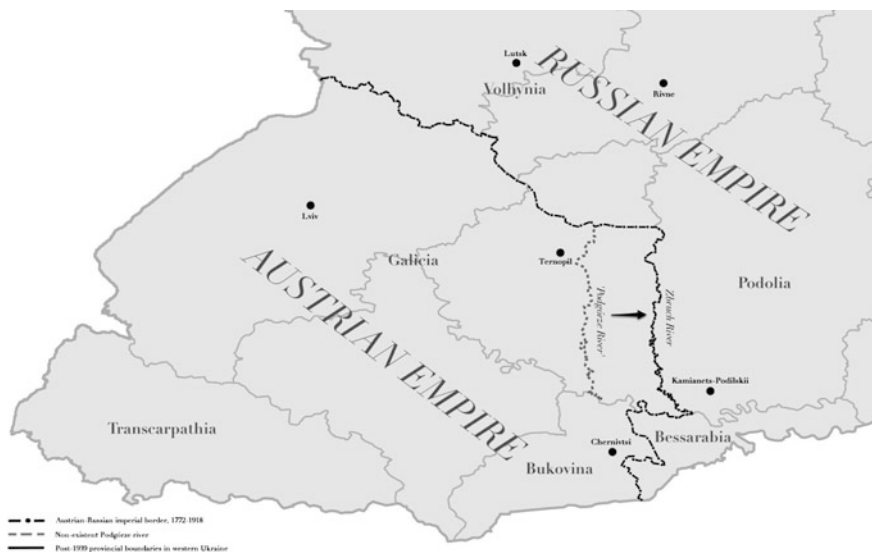 Lutsk
Volhynia
RUSSIAN EMPIRE
Rivne
Lviv
Galicia
Ternopil
AUSTRIAN EMPIRE
'Podgórze River'
Zbruch River
Podolia
Kamianets-Podilskii
Transcarpathia
Chernivtsi
Bukovina
Bessarabia
Austrian-Russian imperial border, 1772-1918
Non-existent Podgórze river
Post-1939 provincial boundaries in western Ukraine